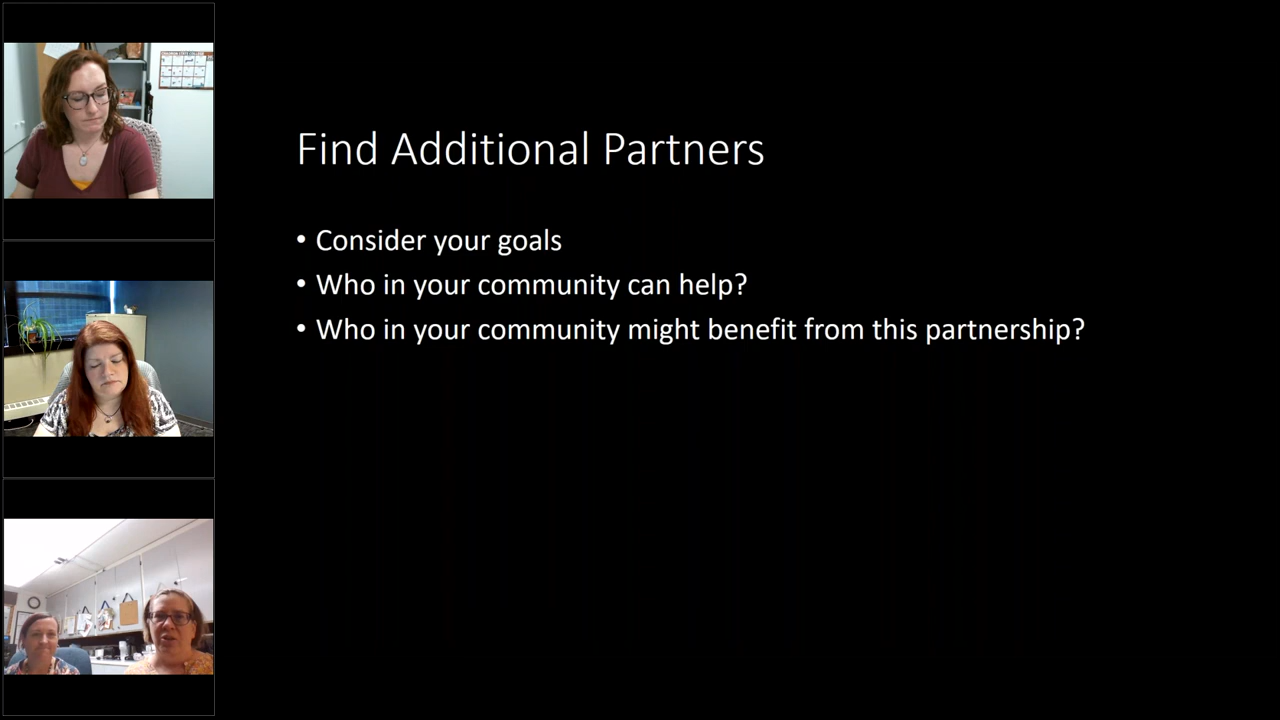 Find Additional Partners
• Consider your goals
• Who in your community can help?
• Who in your community might benefit from this partnership?